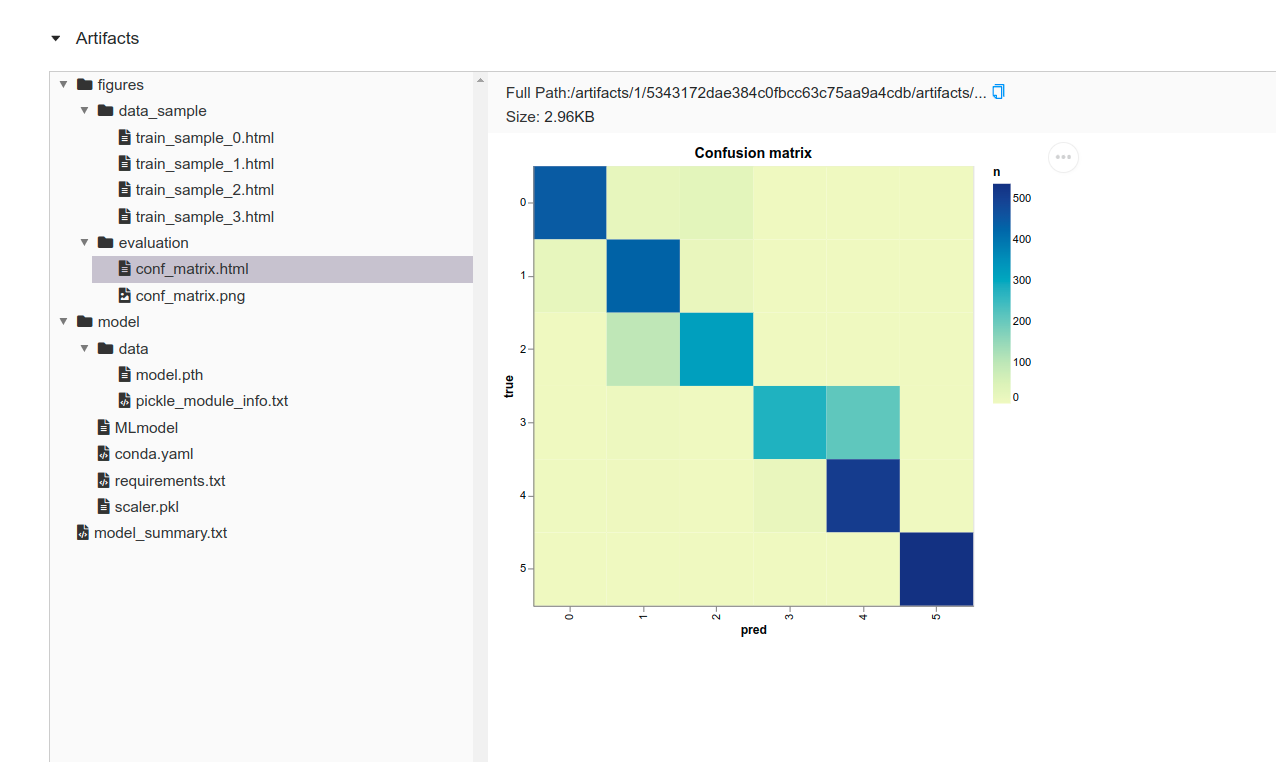 Artifacts
figures
data_sample
train_sample_0.html
train_sample_1.html
train_sample_2.html
train_sample_3.html
evaluation
conf_matrix.html
conf_matrix.png
model
data
model.pth
pickle_module_info.txt
MLmodel
conda.yaml
requirements.txt
scaler.pkl
model_summary.txt
Full Path:/artifacts/1/5343172dae384c0fbcc63c75aa9a4cdb/artifacts/...
Size: 2.96KB
Confusion matrix
true
0
1
2
3
4
5
0 1 2 3 4 5
pred
n
500
400
300
200
100
0